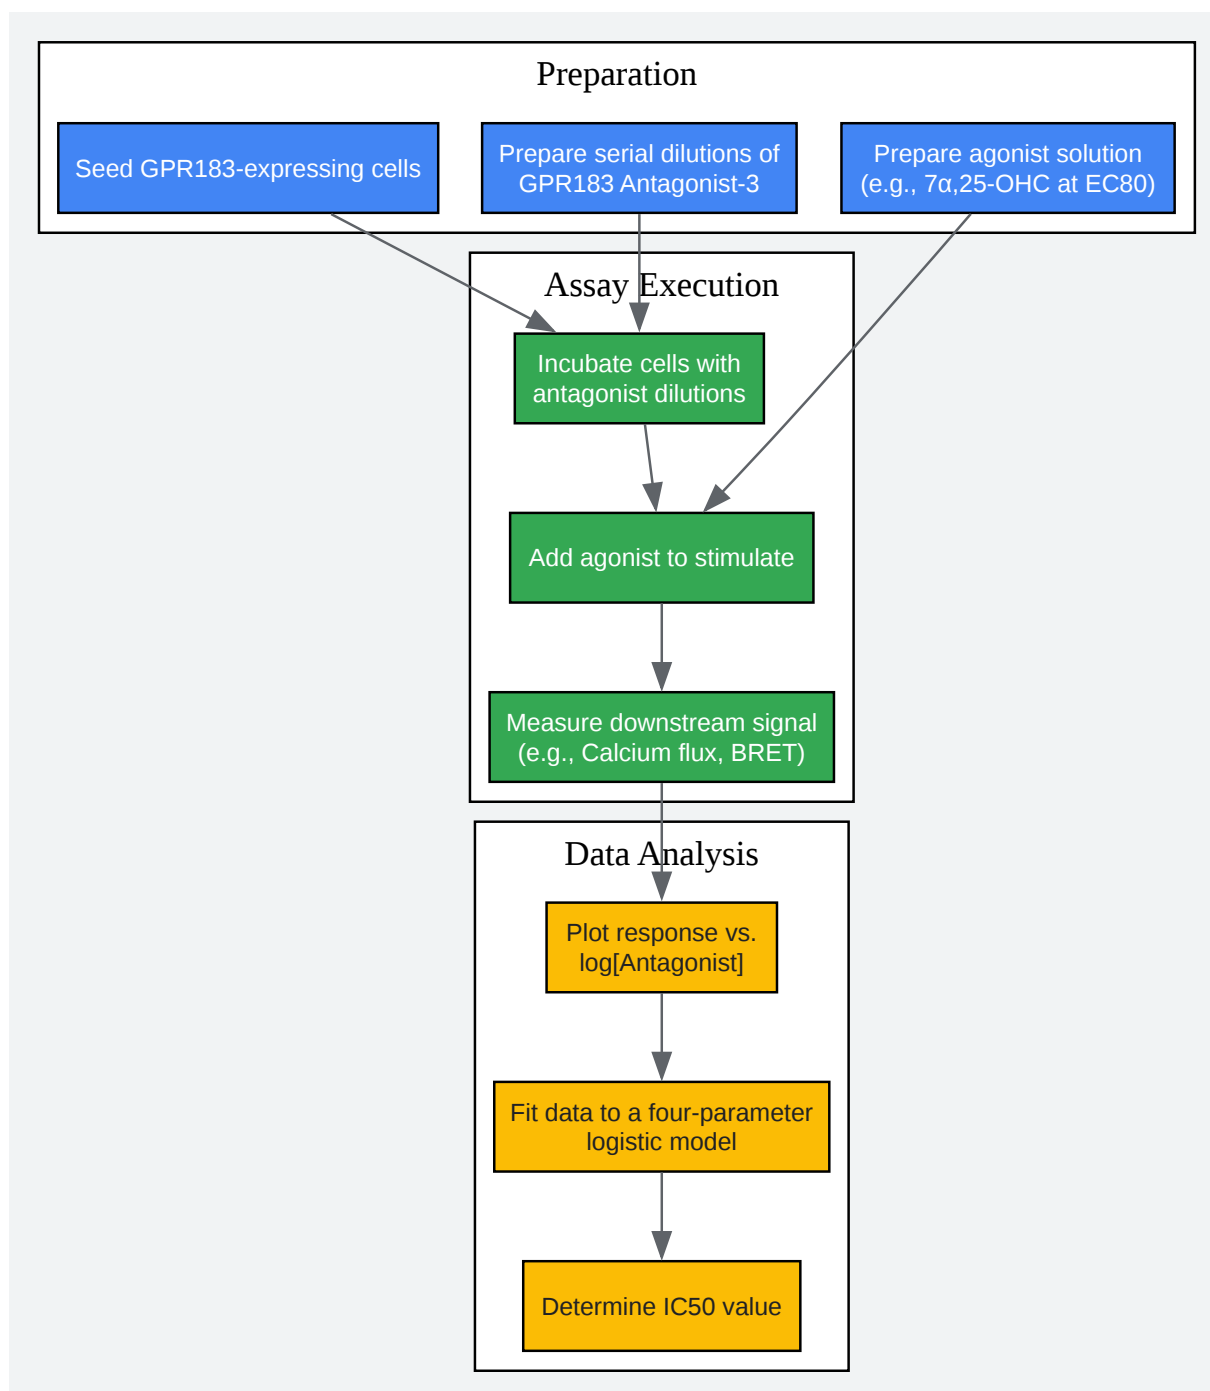 Preparation
Seed GPR183-expressing cells
Prepare serial dilutions of
GPR183 Antagonist-3
Prepare agonist solution
(e.g., 7α,25-OHC at EC80)
Assay Execution
Incubate cells with
antagonist dilutions
Add agonist to stimulate
Measure downstream signal
(e.g., Calcium flux, BRET)
Data Analysis
Plot response vs.
log[Antagonist]
Fit data to a four-parameter
logistic model
Determine IC50 value